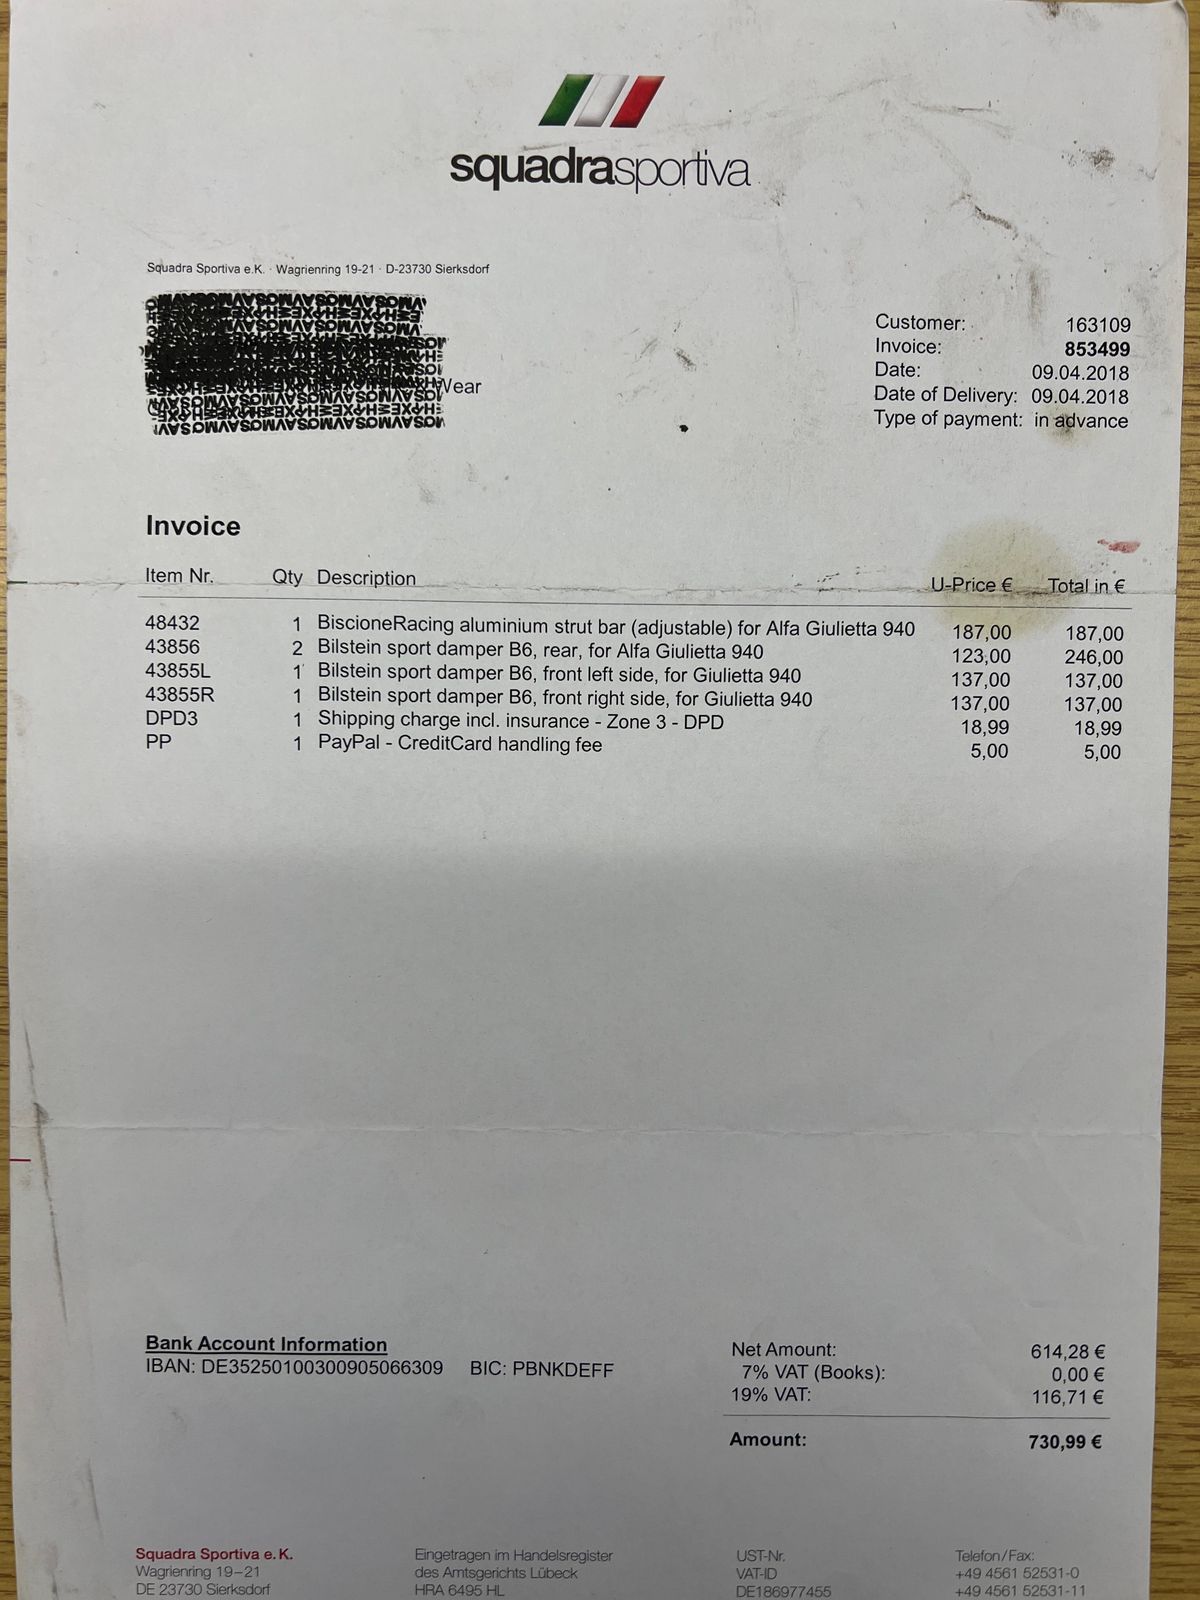 squadrasportiva
Squadra Sportiva e.K. · Wagrienring 19-21 · D-23730 Sierksdorf
Wear
Customer: 163109
Invoice: 853499
Date: 09.04.2018
Date of Delivery: 09.04.2018
Type of payment: in advance
Invoice
Item Nr. Qty Description U-Price € Total in €
48432 1 BiscioneRacing aluminium strut bar (adjustable) for Alfa Giulietta 940 187,00 187,00
43856 2 Bilstein sport damper B6, rear, for Alfa Giulietta 940 123,00 246,00
43855L 1 Bilstein sport damper B6, front left side, for Giulietta 940 137,00 137,00
43855R 1 Bilstein sport damper B6, front right side, for Giulietta 940 137,00 137,00
DPD3 1 Shipping charge incl. insurance - Zone 3 - DPD 18,99 18,99
PP 1 PayPal - CreditCard handling fee 5,00 5,00
Bank Account Information
IBAN: DE35250100300905066309 BIC: PBNKDEFF
Net Amount: 614,28 €
7% VAT (Books): 0,00 €
19% VAT: 116,71 €
Amount: 730,99 €
Squadra Sportiva e.K.
Wagrienring 19–21
DE 23730 Sierksdorf
Eingetragen im Handelsregister
des Amtsgerichts Lübeck
HRA 6495 HL
UST-Nr.
VAT-ID
DE186977455
Telefon/Fax:
+49 4561 52531-0
+49 4561 52531-11